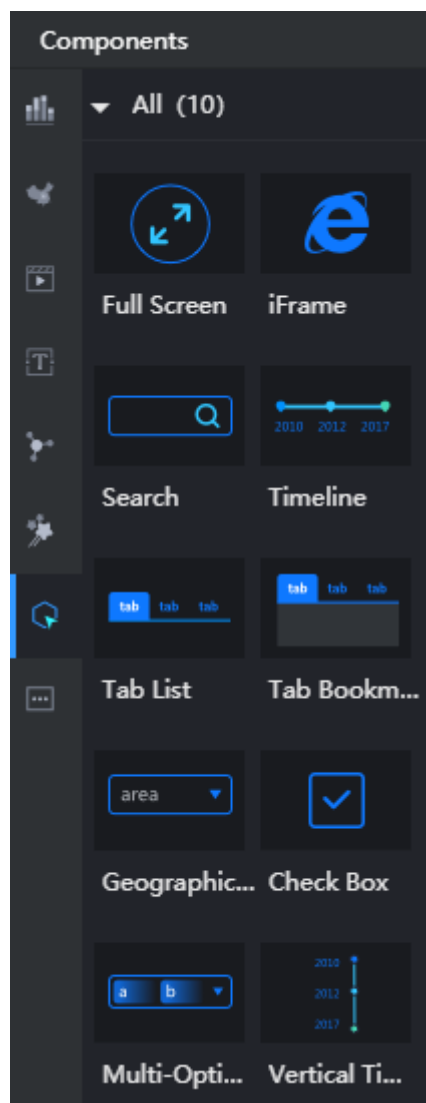 Components
All (10)
Full Screen
iFrame
2010 2012 2017
Search
Timeline
tab tab tab
tab tab tab
Tab List
Tab Bookm...
area
Geographic...
Check Box
a b
2010
2012
2017
Multi-Opti...
Vertical Ti...
T